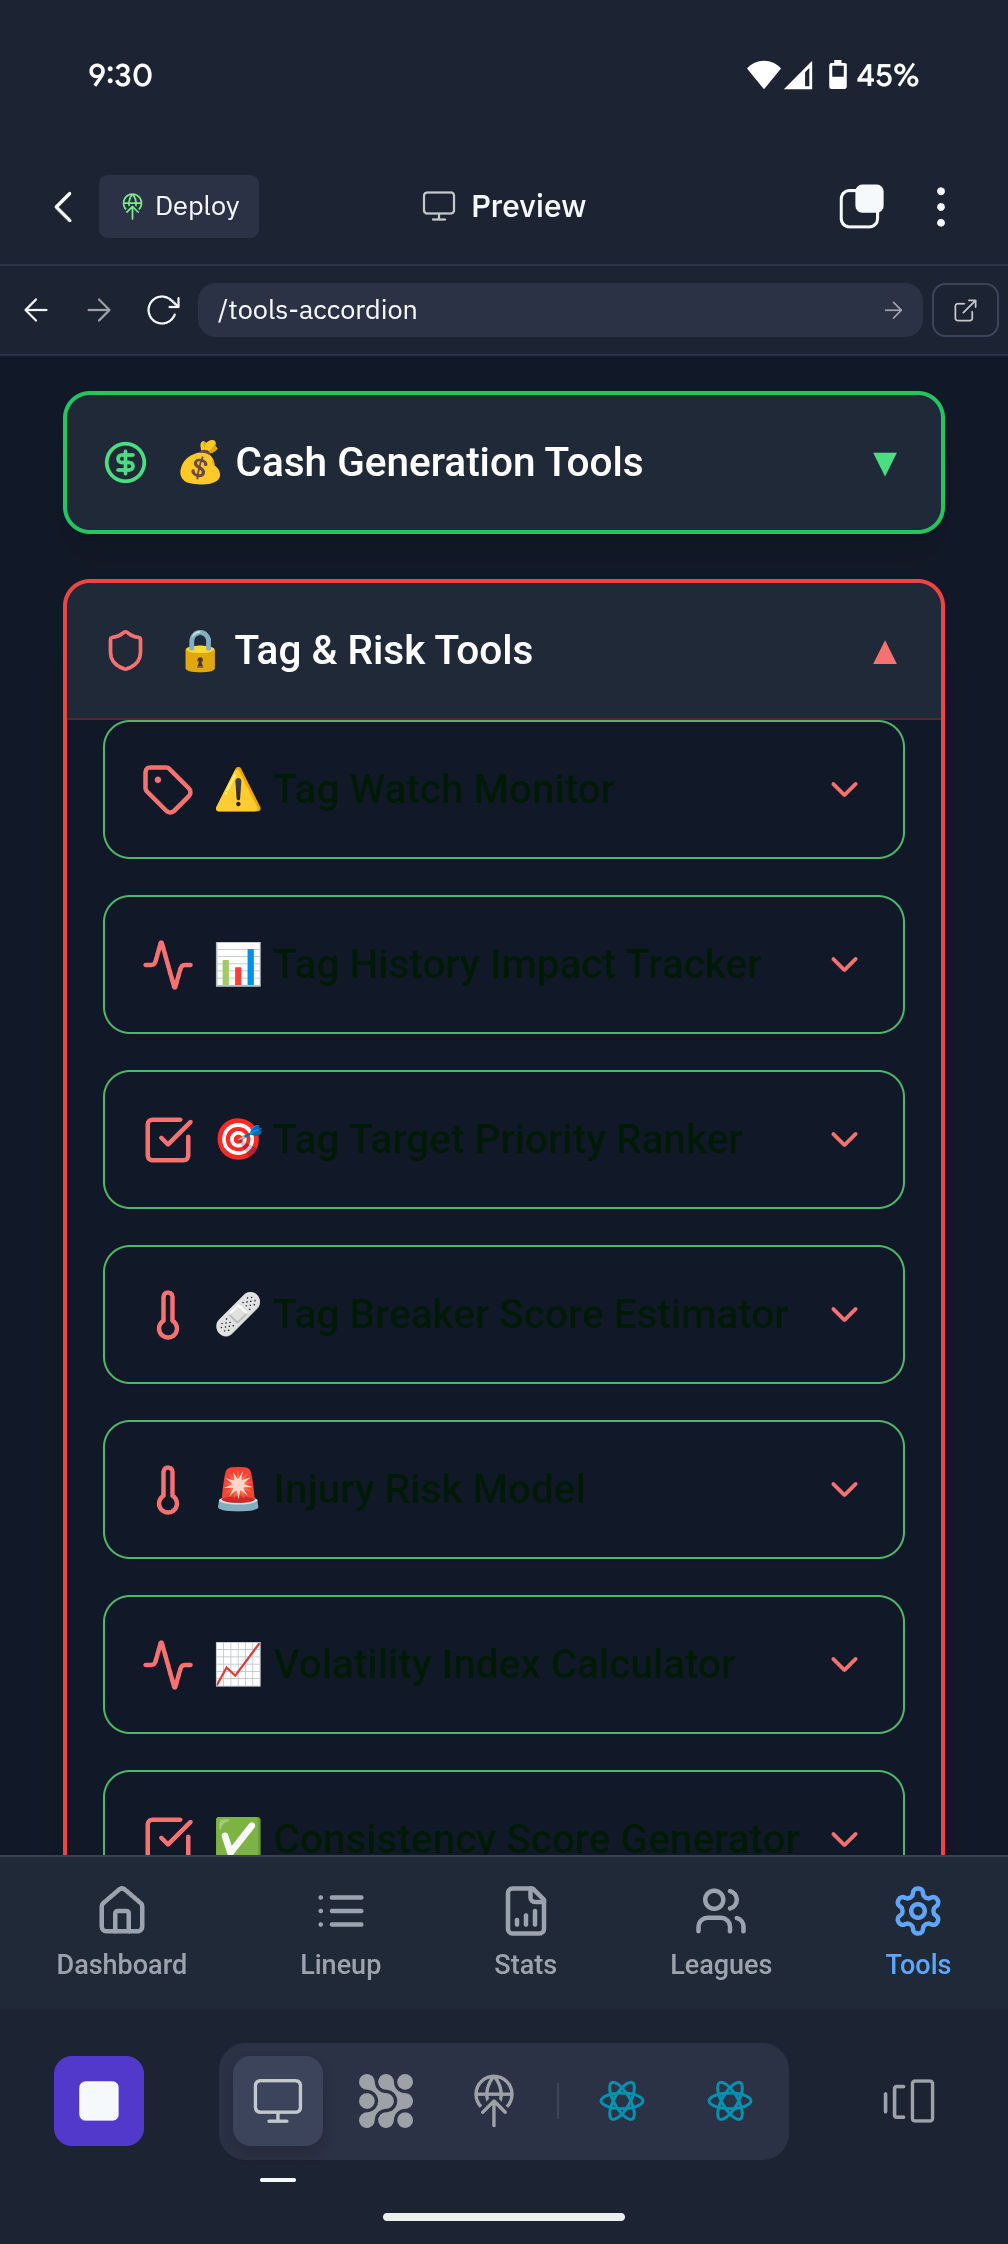 9:30
45%
Deploy
Preview
/tools-accordion
💰 Cash Generation Tools ▼
🔒 Tag & Risk Tools ▲
⚠️ Tag Watch Monitor
📊 Tag History Impact Tracker
🎯 Tag Target Priority Ranker
🩹 Tag Breaker Score Estimator
🚨 Injury Risk Model
📈 Volatility Index Calculator
✅ Consistency Score Generator
Dashboard
Lineup
Stats
Leagues
Tools